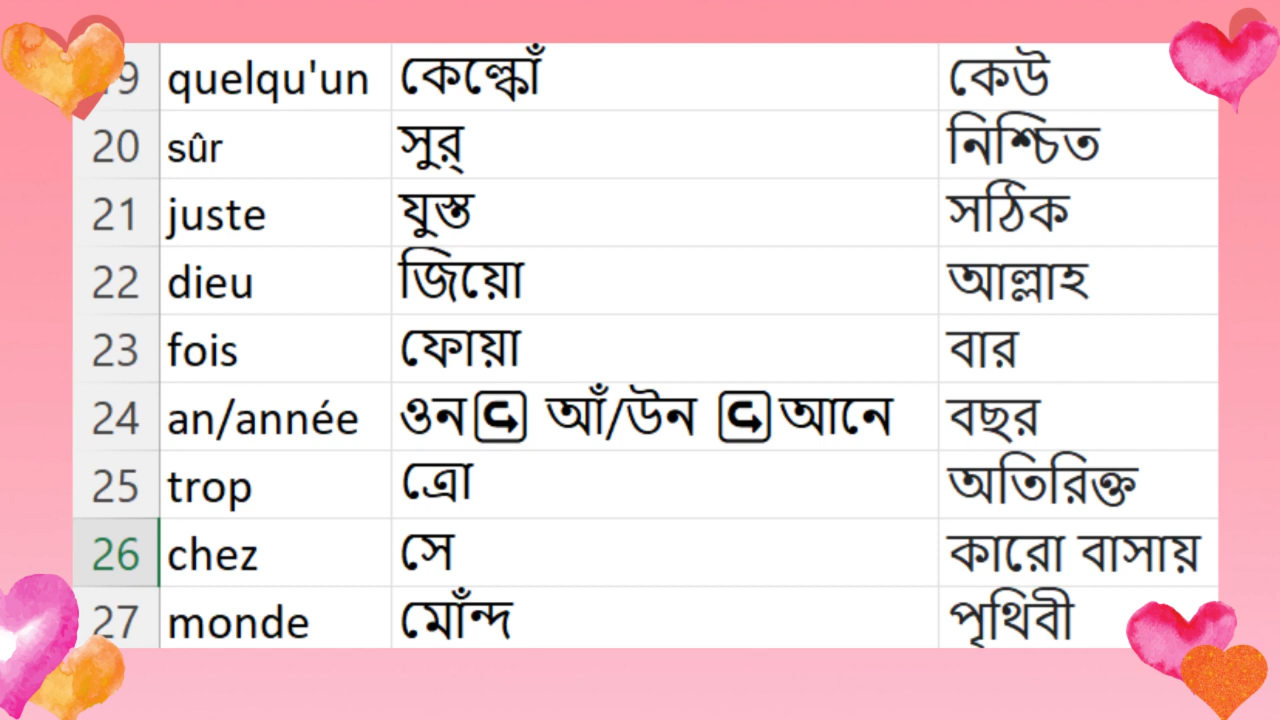 19 quelqu'un কেল্কোঁ কেউ
20 sûr সুর্ নিশ্চিত
21 juste যুস্ত সঠিক
22 dieu জিয়ো আল্লাহ
23 fois ফোয়া বার
24 an/année ওন আঁ/উন আনে বছর
25 trop ত্রো অতিরিক্ত
26 chez সে কারো বাসায়
27 monde মোঁন্দ পৃথিবী